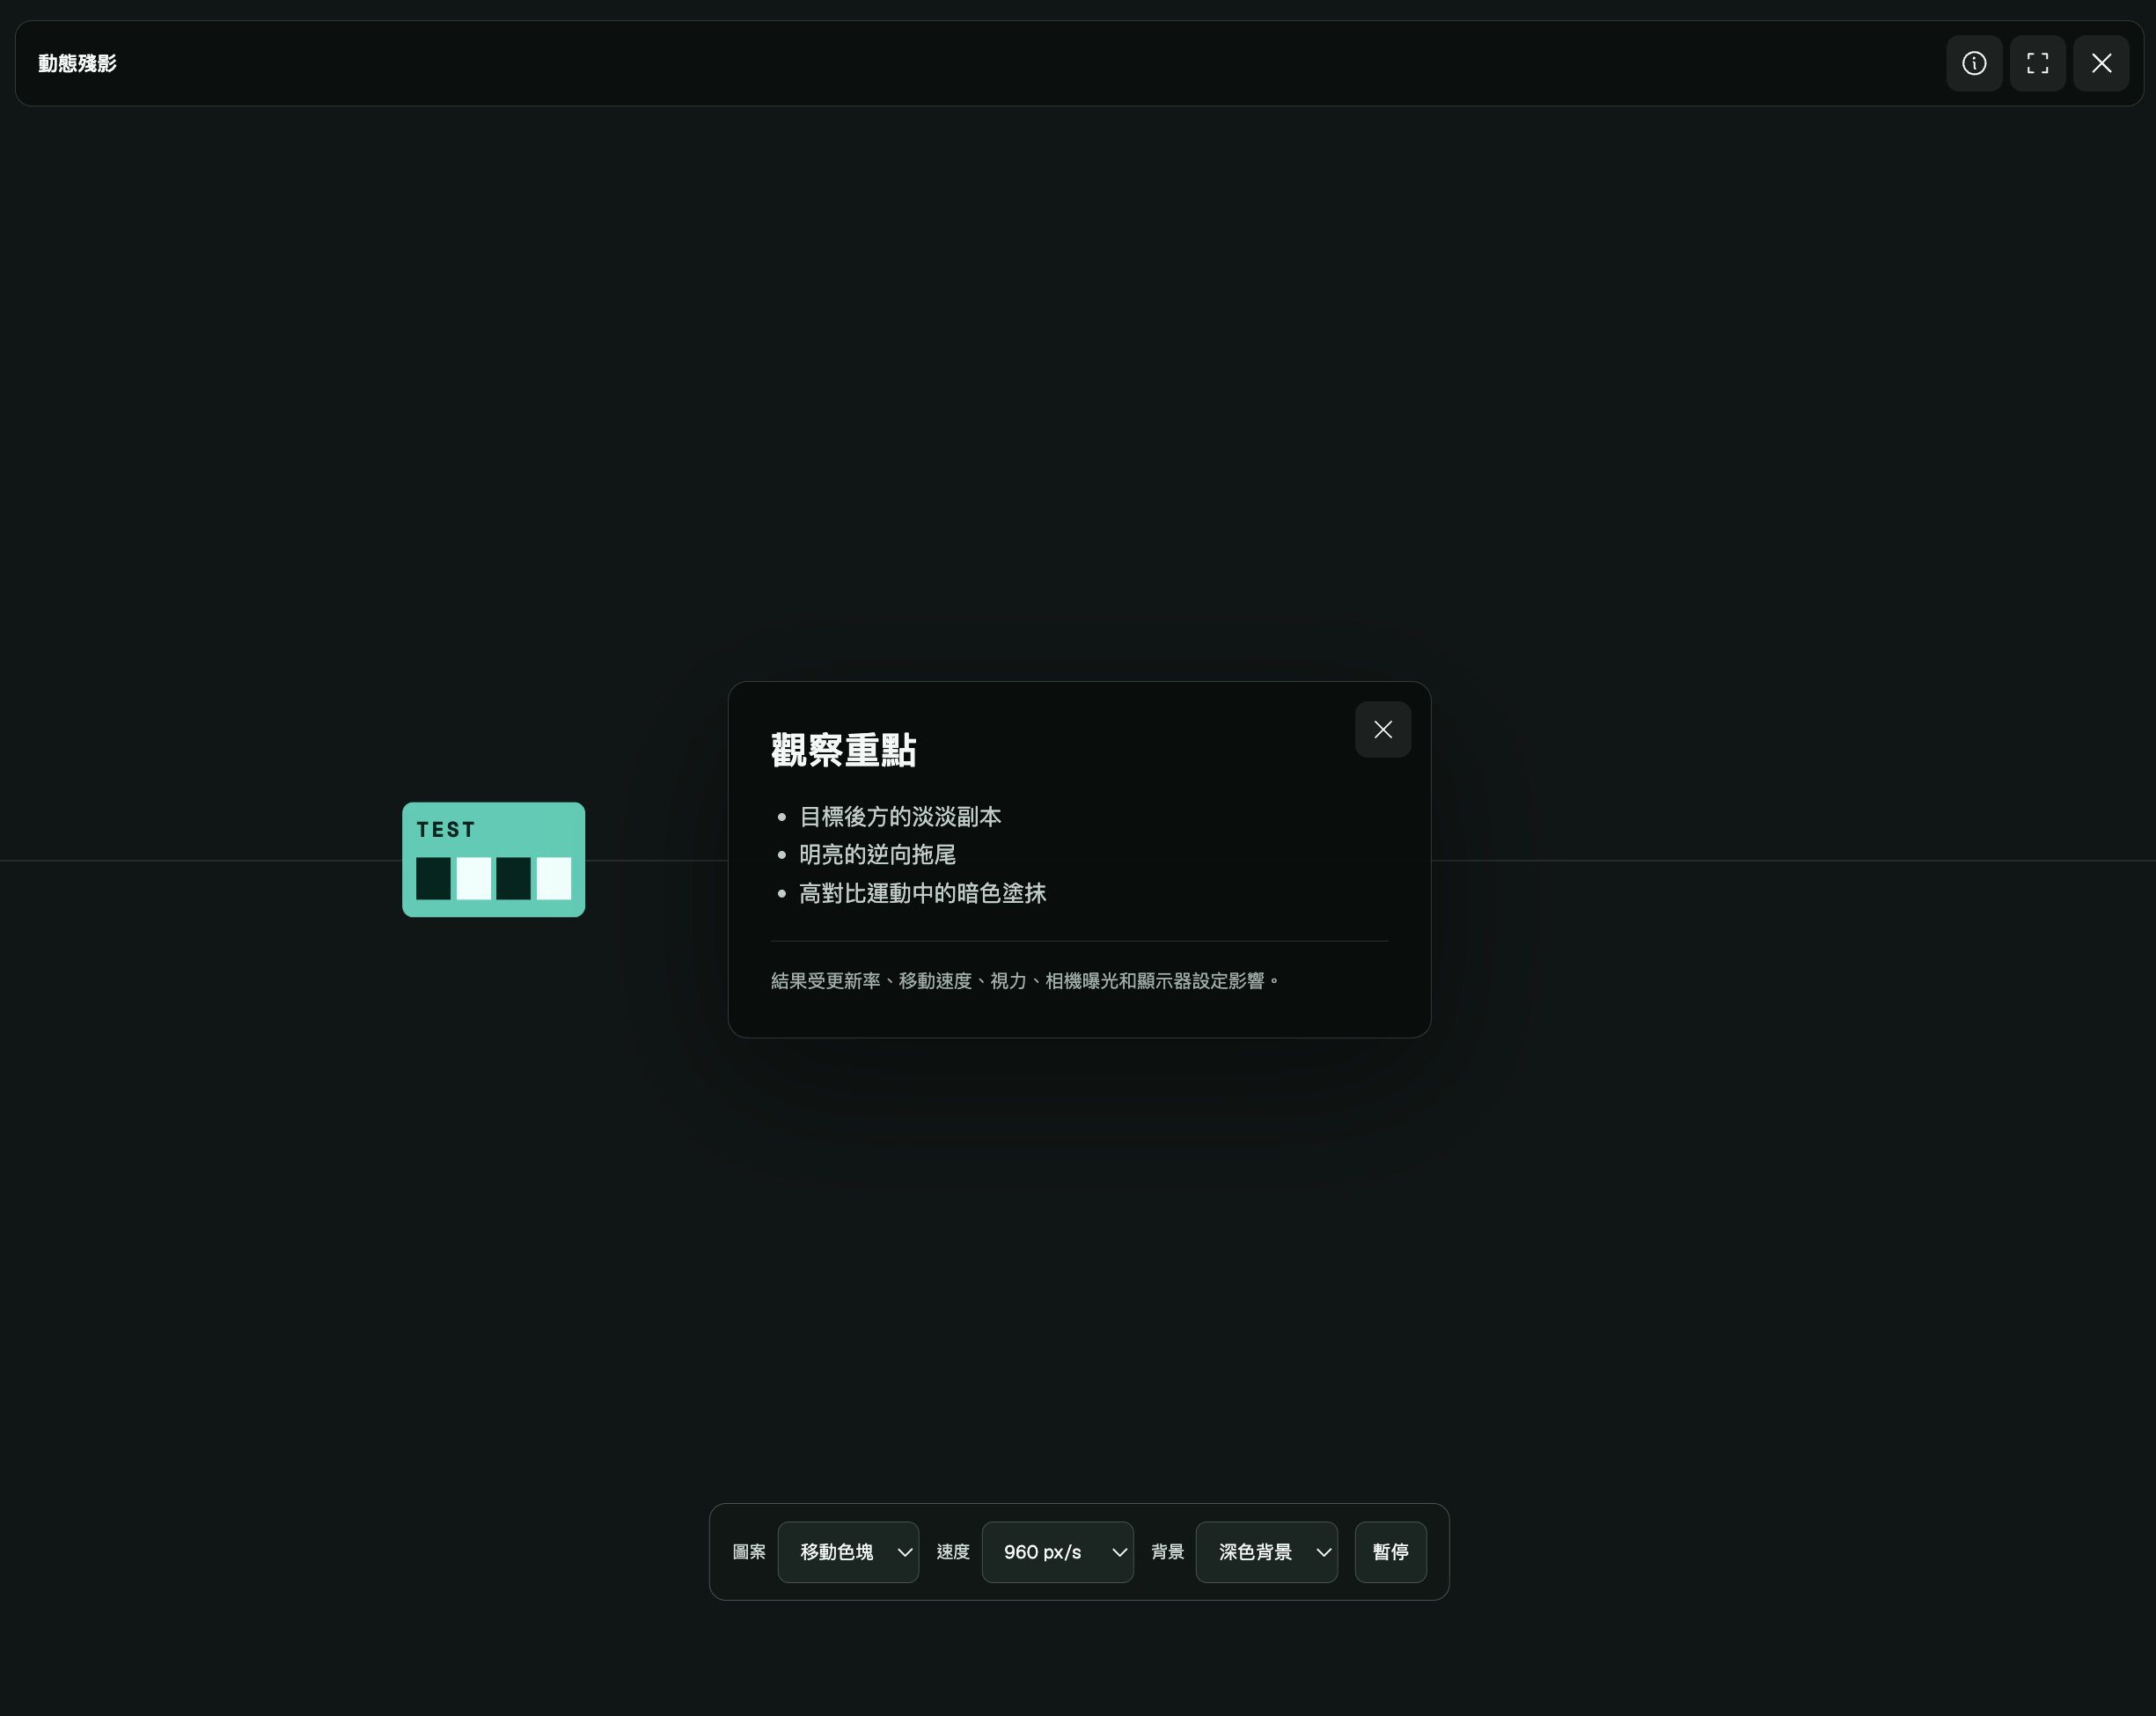 動態殘影
觀察重點
目標後方的淡淡副本
明亮的逆向拖尾
高對比運動中的暗色塗抹
結果受更新率、移動速度、視力、相機曝光和顯示器設定影響。
TEST
圖案 移動色塊 速度 960 px/s 背景 深色背景 暫停